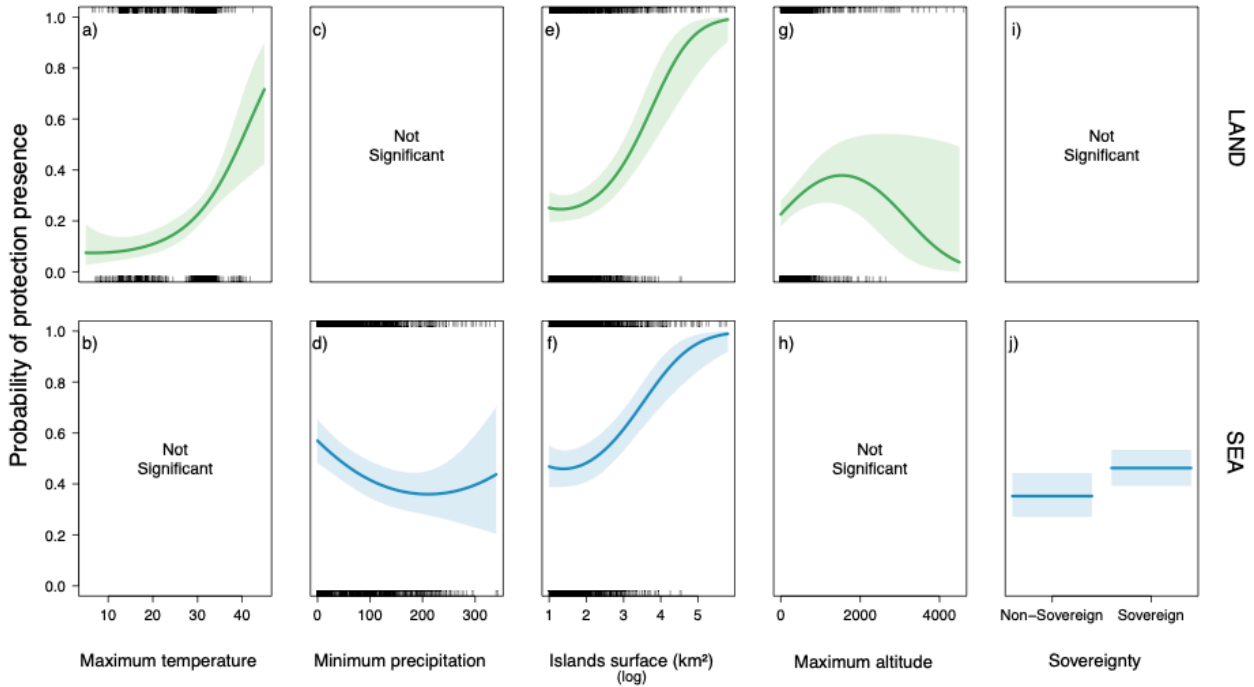 Probability of protection presence
1.0
0.8
0.6
0.4
0.2
0.0
a)
c)
Not
Significant
e)
g)
i)
Not
Significant
LAND
1.0
0.8
0.6
0.4
0.2
0.0
b)
Not
Significant
d)
f)
h)
Not
Significant
j)
SEA
10 20 30 40
0 100 200 300
1 2 3 4 5
0 2000 4000
Non-Sovereign Sovereign
Maximum temperature
Minimum precipitation
Islands surface (km²)
(log)
Maximum altitude
Sovereignty